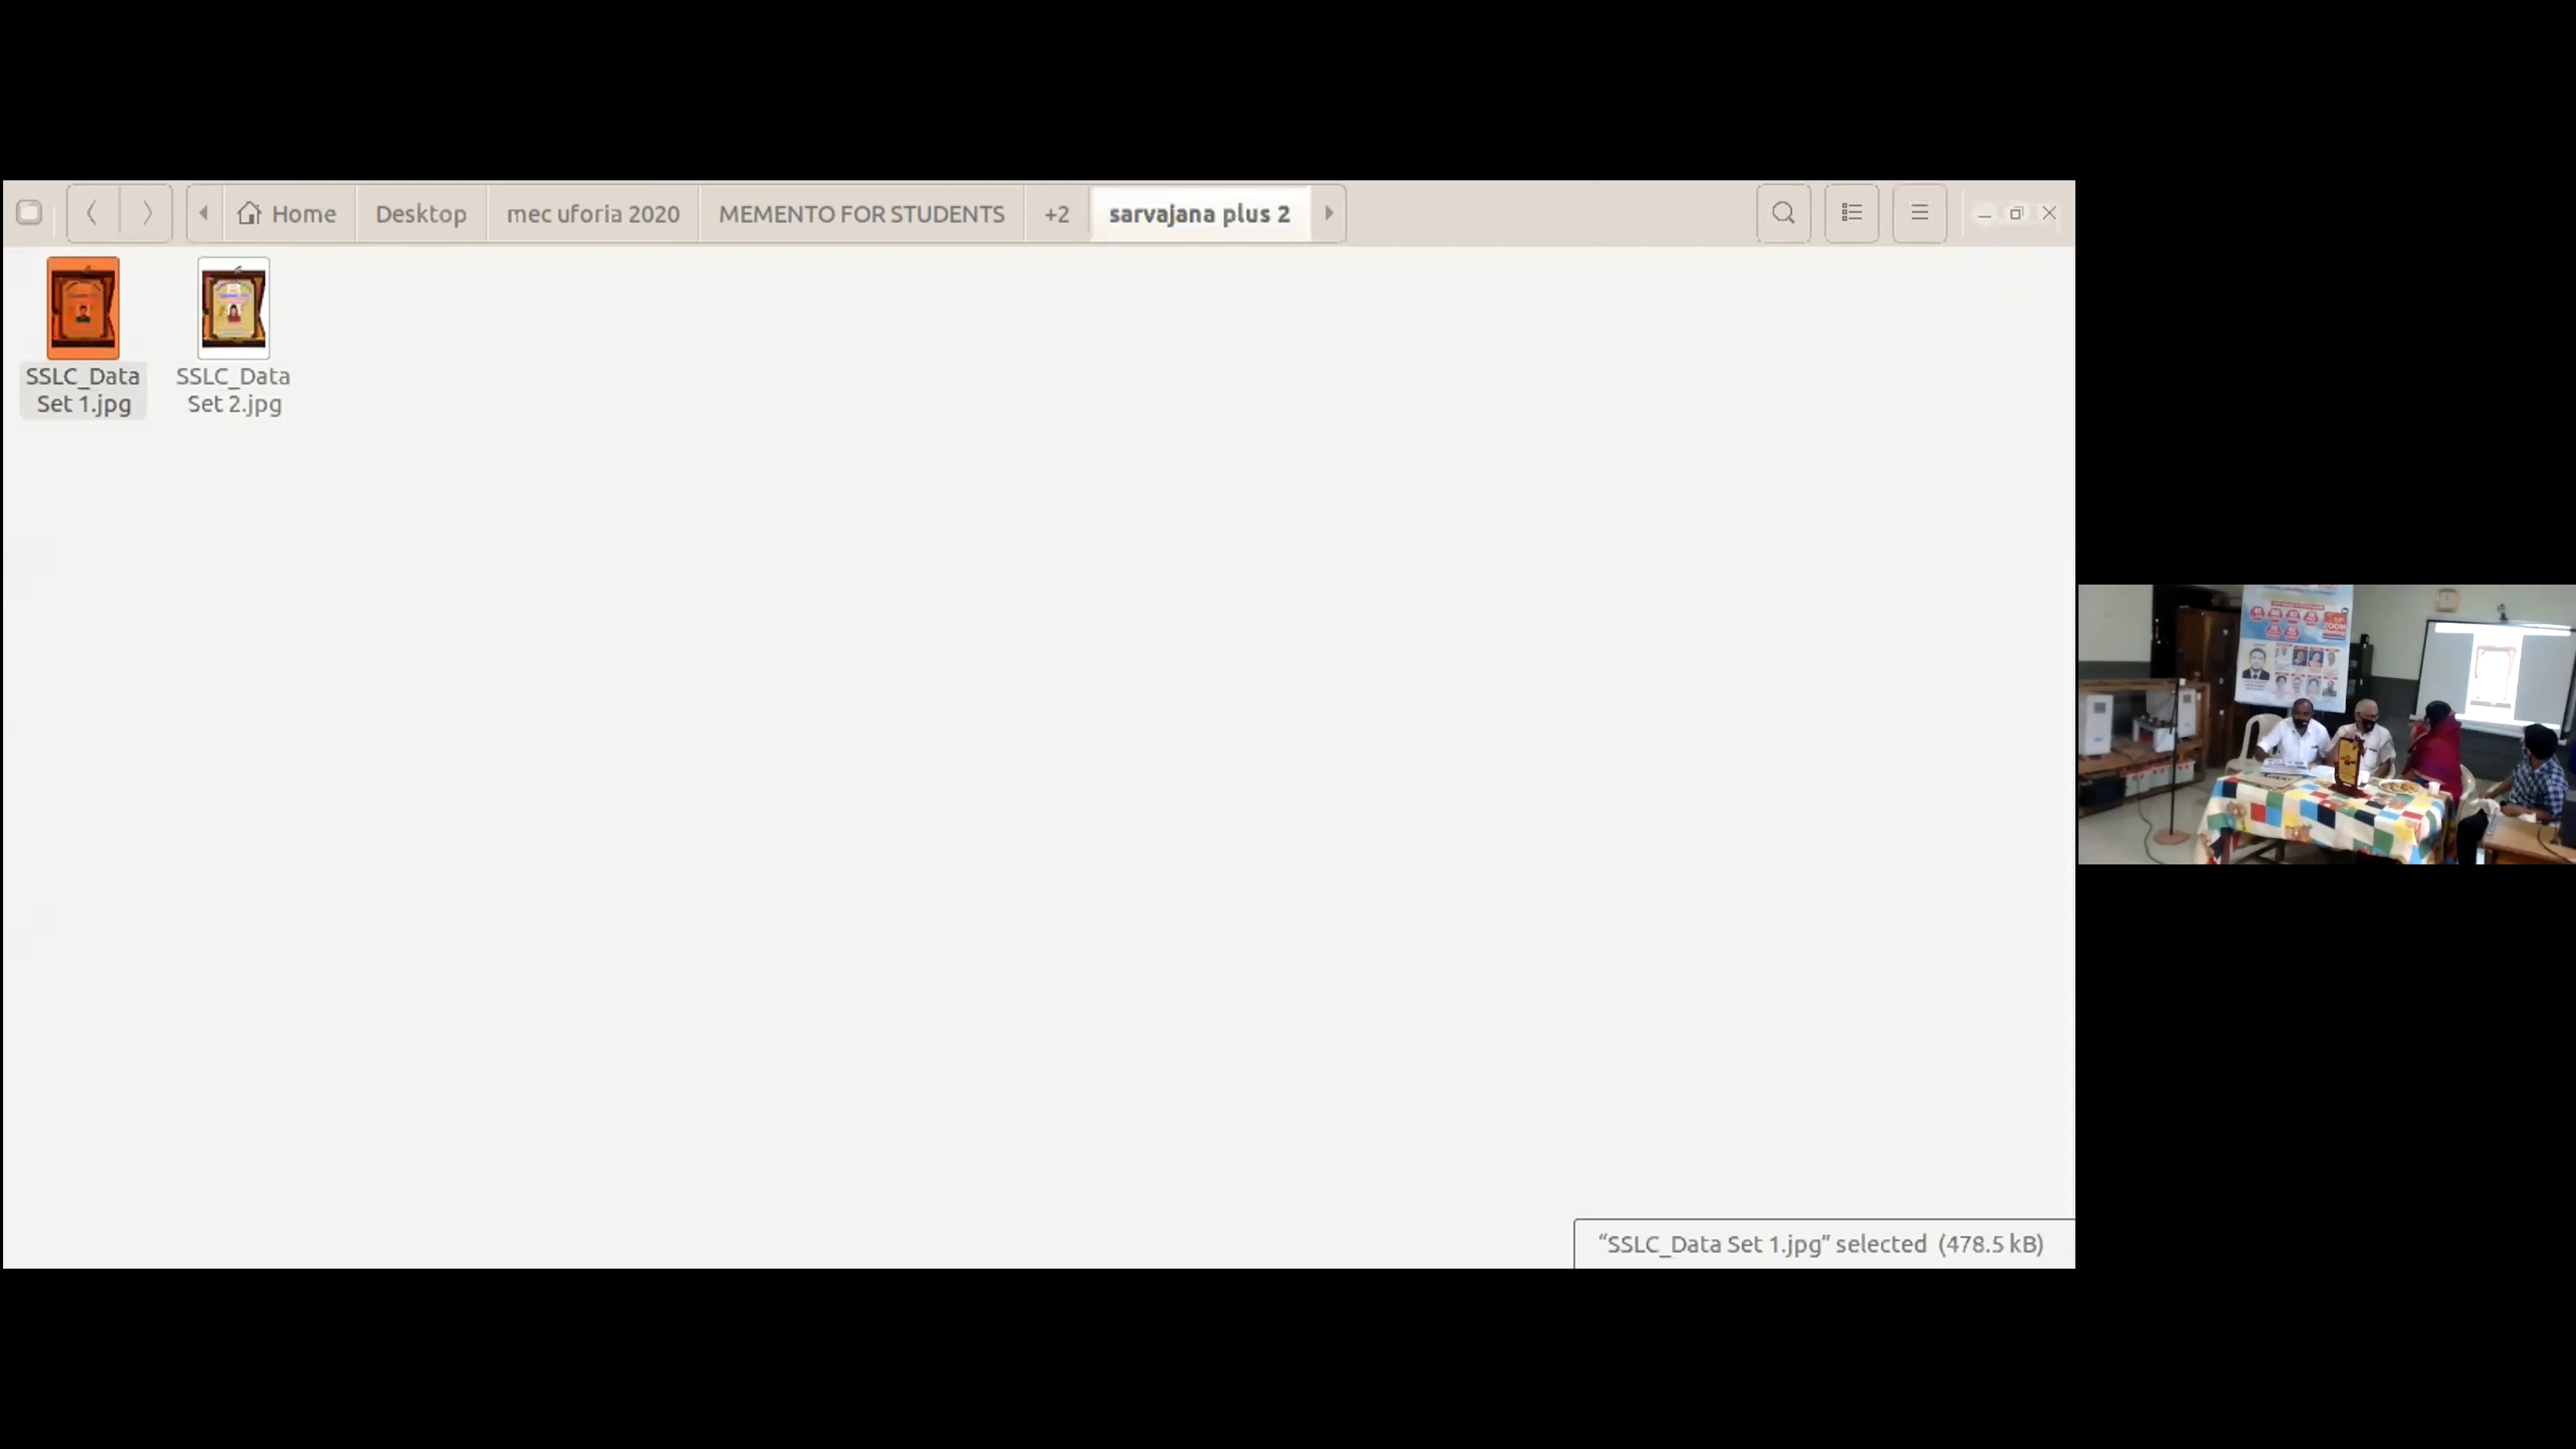 Home
Desktop
mec uforia 2020
MEMENTO FOR STUDENTS
+2
sarvajana plus 2
SSLC_Data
Set 1.jpg
SSLC_Data
Set 2.jpg
“SSLC_Data Set 1.jpg” selected (478.5 kB)
ZOOM